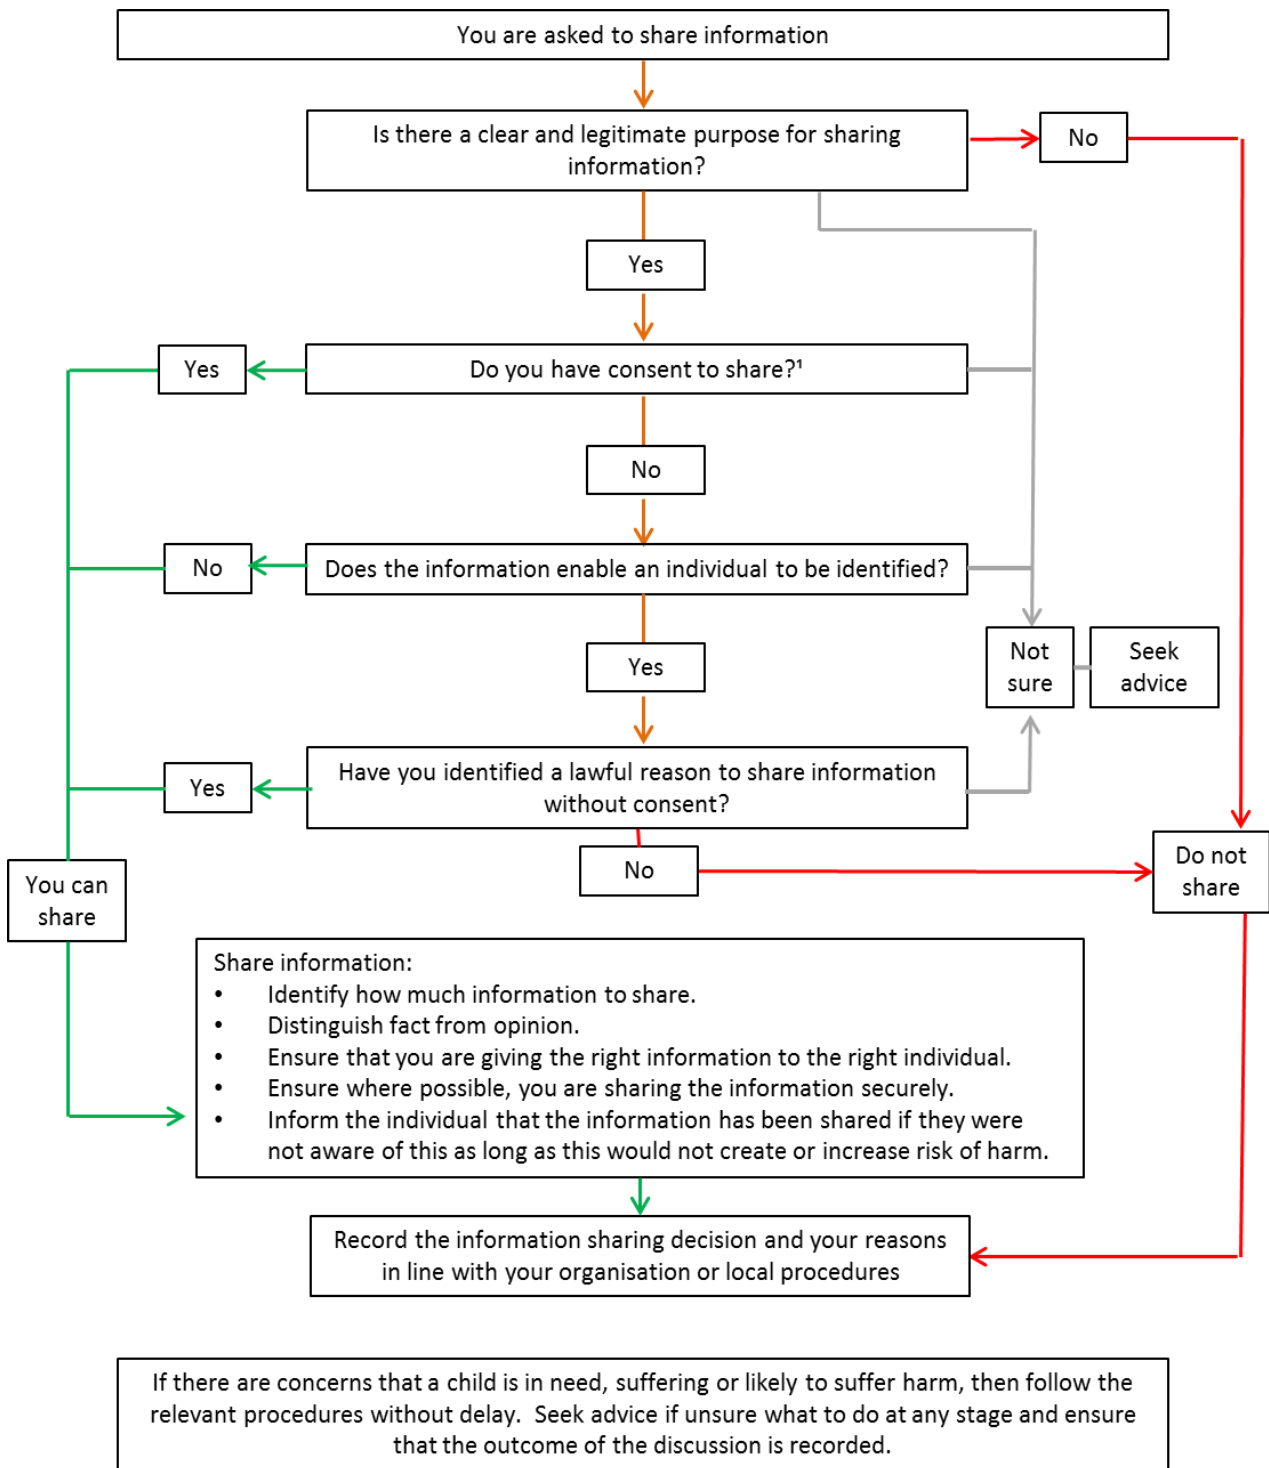 You are asked to share information
Is there a clear and legitimate purpose for sharing
information?
No
Yes
Yes
Do you have consent to share?¹
No
No
Does the information enable an individual to be identified?
Yes
Not
sure
Seek
advice
Yes
Have you identified a lawful reason to share information
without consent?
No
Do not
share
You can
share
Share information:
• Identify how much information to share.
• Distinguish fact from opinion.
• Ensure that you are giving the right information to the right individual.
• Ensure where possible, you are sharing the information securely.
• Inform the individual that the information has been shared if they were
not aware of this as long as this would not create or increase risk of harm.
Record the information sharing decision and your reasons
in line with your organisation or local procedures
If there are concerns that a child is in need, suffering or likely to suffer harm, then follow the
relevant procedures without delay.  Seek advice if unsure what to do at any stage and ensure
that the outcome of the discussion is recorded.